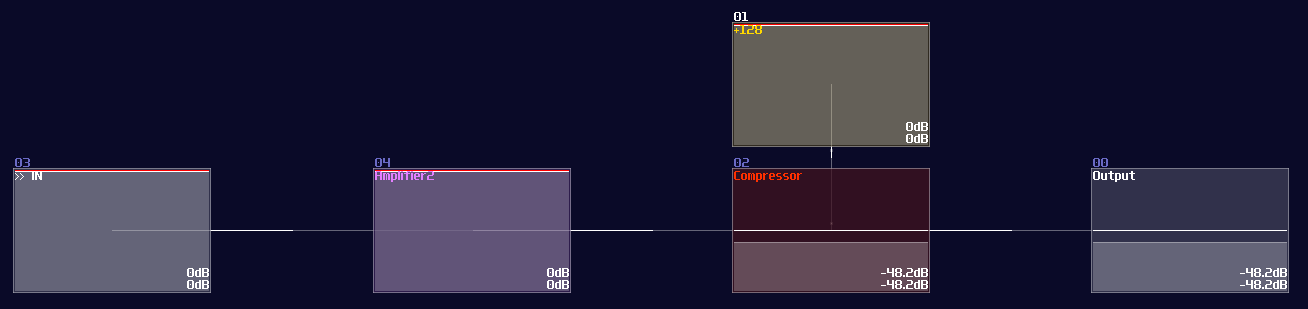 01
+128
0dB
0dB
03
>> IN
0dB
0dB
04
Amplifier2
0dB
0dB
02
Compressor
-48.2dB
-48.2dB
00
Output
-48.2dB
-48.2dB